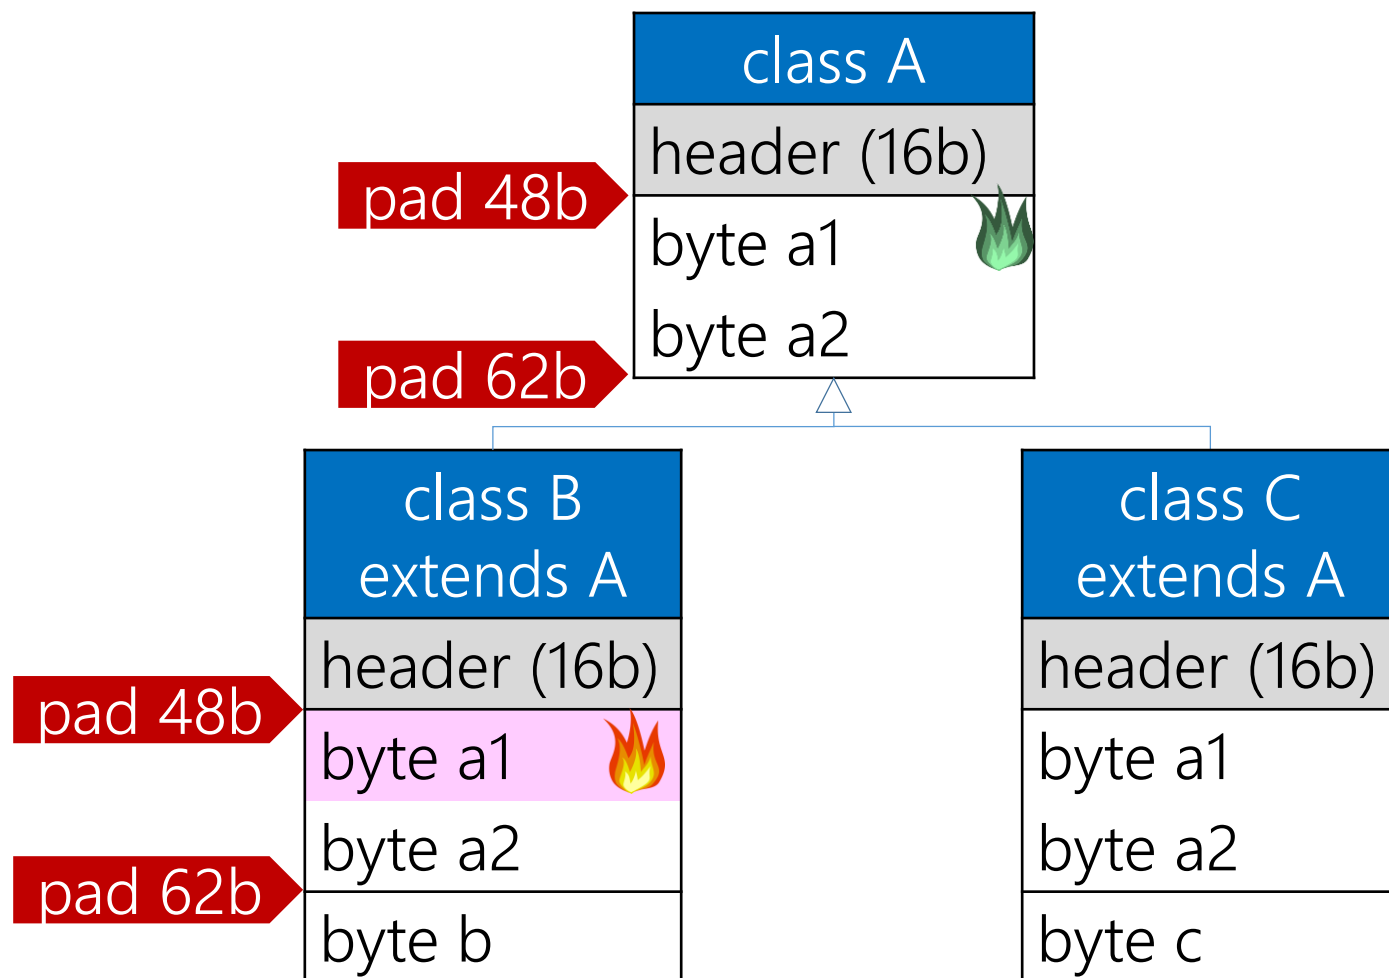 class A
header (16b)
pad 48b
byte a1
byte a2
pad 62b
class B
extends A
header (16b)
pad 48b
byte a1
byte a2
pad 62b
byte b
class C
extends A
header (16b)
byte a1
byte a2
byte c